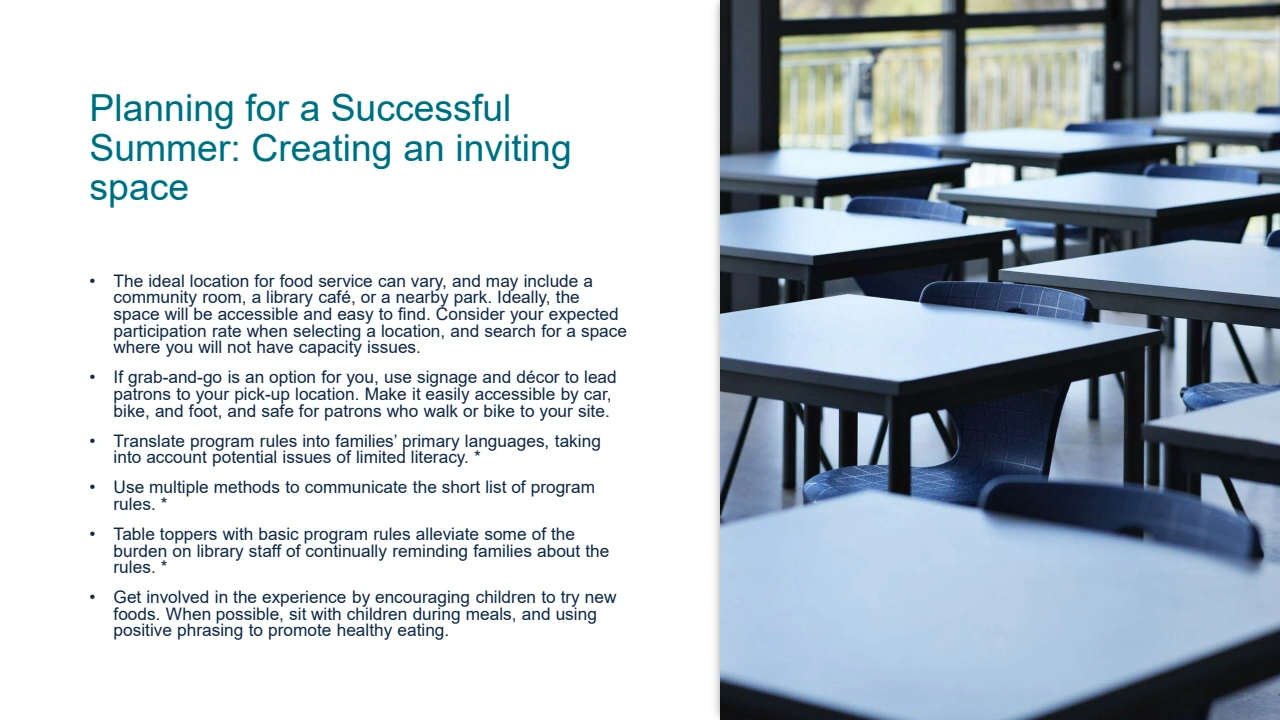 Planning for a Successful
Summer: Creating an inviting
space
• The ideal location for food service can vary, and may include a
community room, a library café, or a nearby park. Ideally, the
space will be accessible and easy to find. Consider your expected
participation rate when selecting a location, and search for a space
where you will not have capacity issues.
• If grab-and-go is an option for you, use signage and décor to lead
patrons to your pick-up location. Make it easily accessible by car,
bike, and foot, and safe for patrons who walk or bike to your site.
• Translate program rules into families’ primary languages, taking
into account potential issues of limited literacy. *
• Use multiple methods to communicate the short list of program
rules. *
• Table toppers with basic program rules alleviate some of the
burden on library staff of continually reminding families about the
rules. *
• Get involved in the experience by encouraging children to try new
foods. When possible, sit with children during meals, and using
positive phrasing to promote healthy eating.